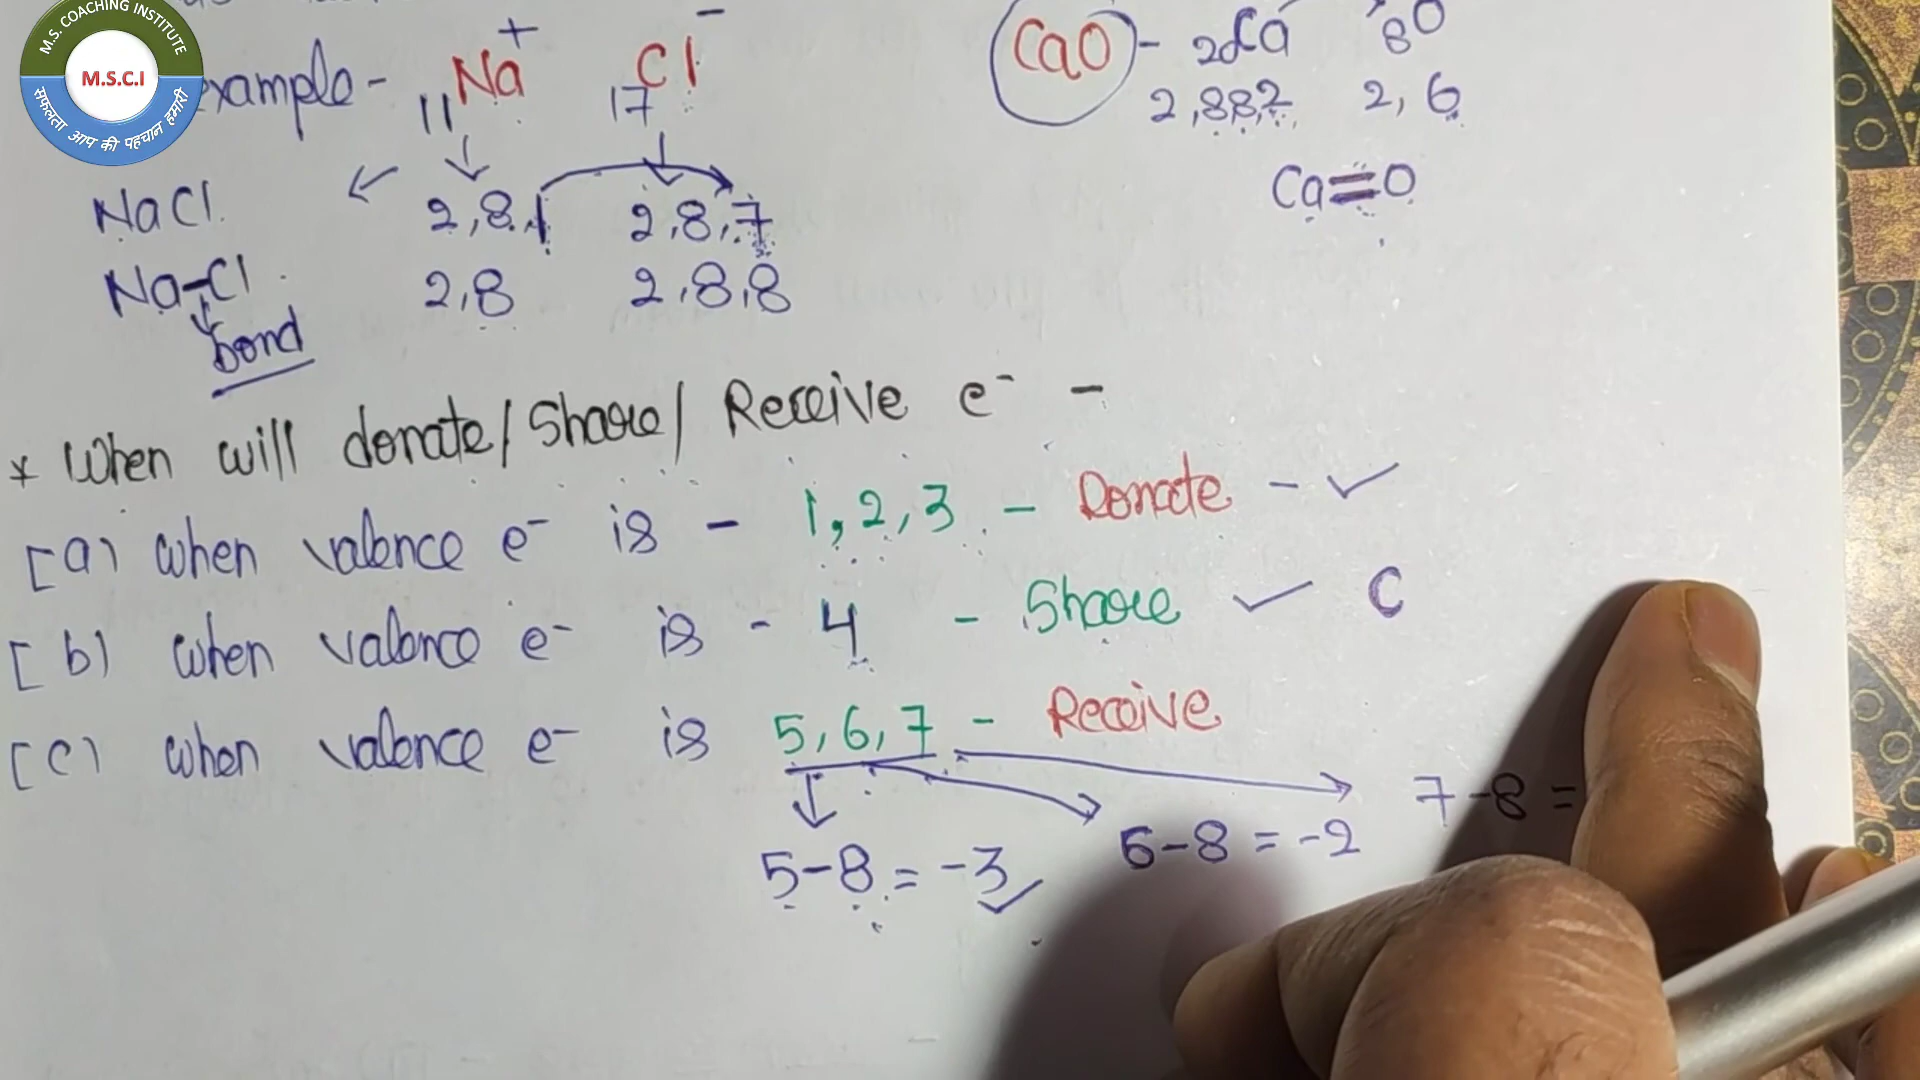 M.S. COACHING INSTITUTE
M.S.C.I
सफलता आप की पहचान हमारी
example - 11Na+ 17Cl-
CaO - 20Ca 8O
2,8,8,2 2,6
NaCl. 2,8,1 2,8,7
Ca=O
Na-Cl. 2,8 2,8,8
bond
* When will donate/Share/ Receive e- -
[a) when valence e- is - 1,2,3 - Donate - ✓
[b) when valence e- is - 4 - Share ✓ C
[c) when valence e- is 5,6,7 - Receive
7-8 =
5-8 = -3 6-8 = -2